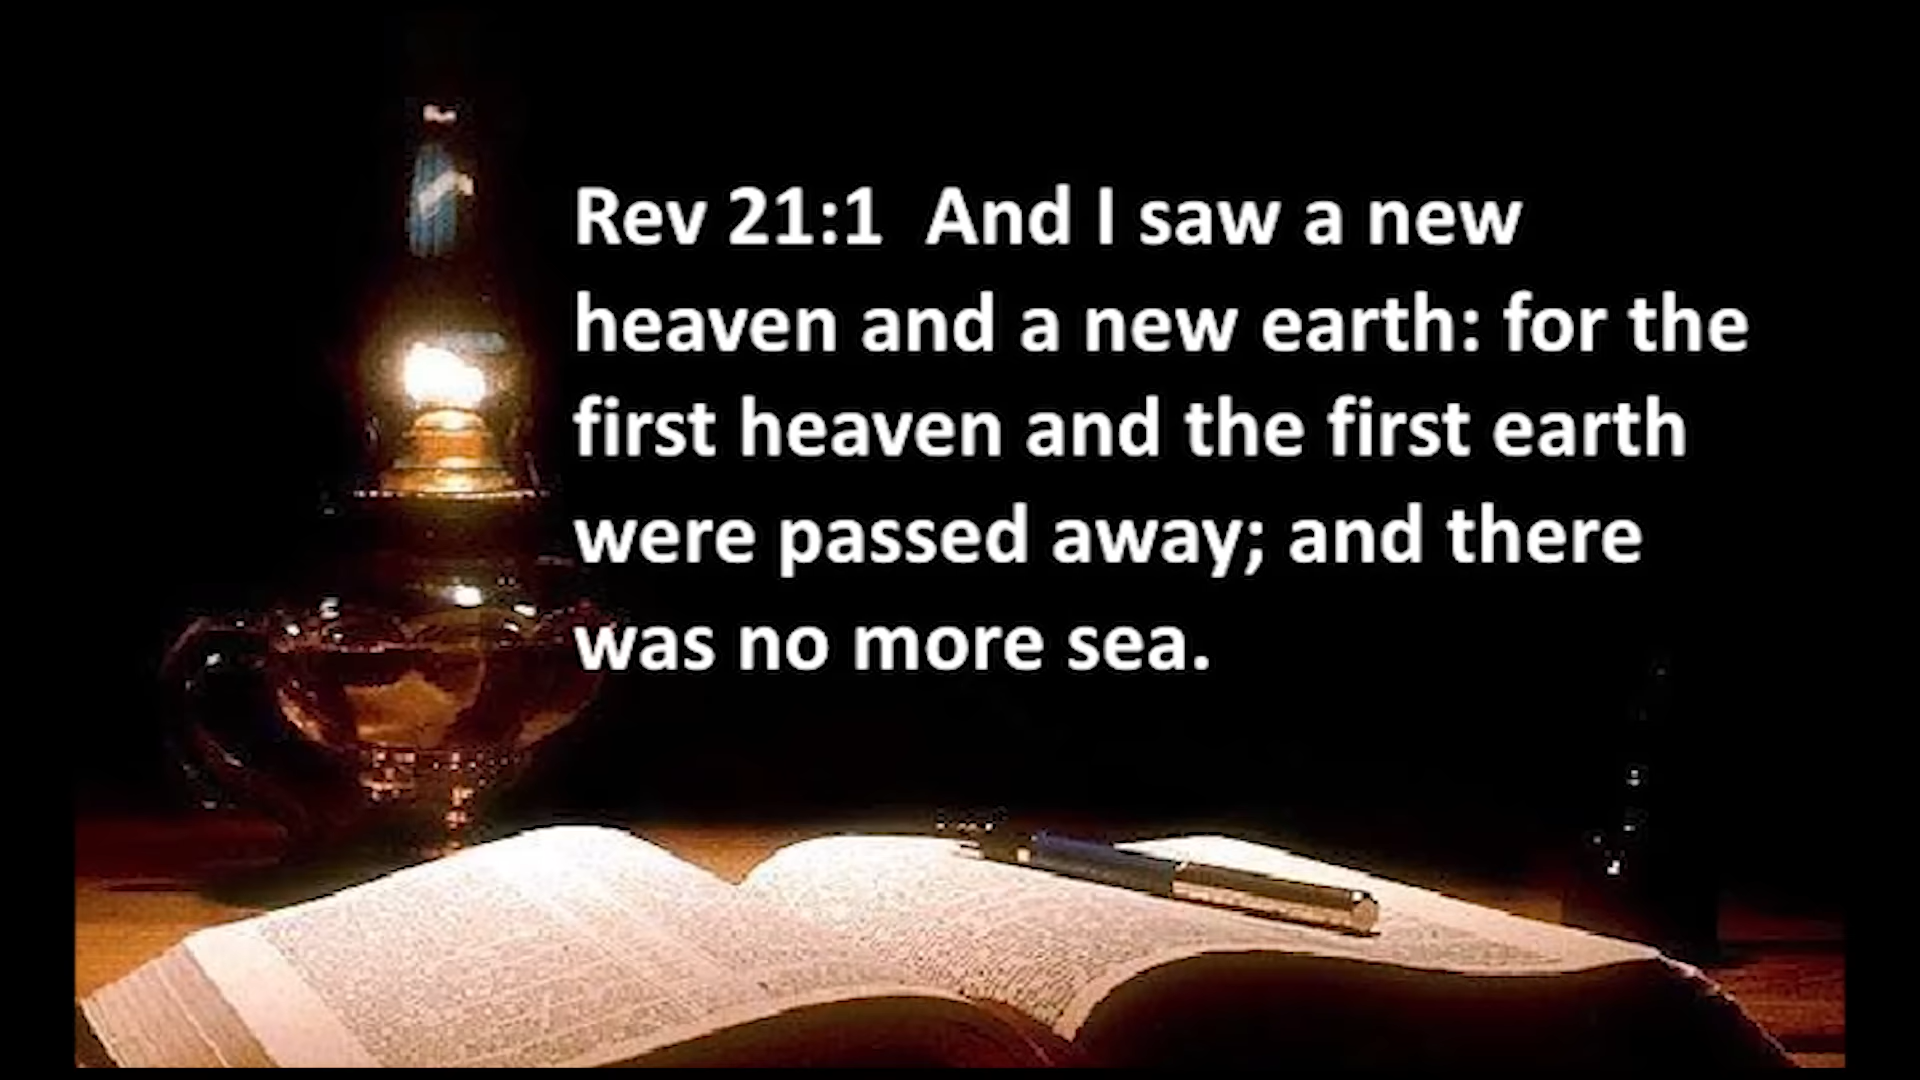 Rev 21:1  And I saw a new
heaven and a new earth: for the
first heaven and the first earth
were passed away; and there
was no more sea.